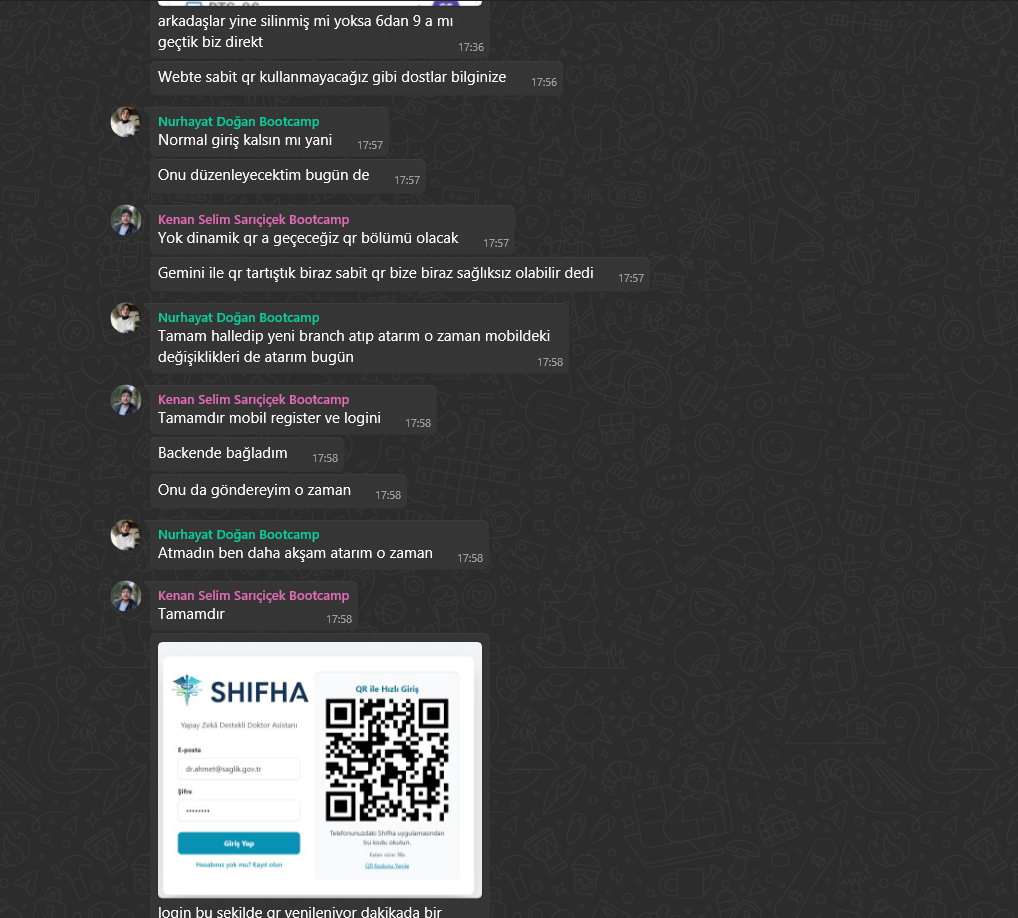 arkadaşlar yine silinmiş mi yoksa 6dan 9 a mı
geçtik biz direkt
17:36
Webte sabit qr kullanmayacağız gibi dostlar bilginize
17:56
Nurhayat Doğan Bootcamp
Normal giriş kalsın mı yani
17:57
Onu düzenleyecektim bugün de
17:57
Kenan Selim Sarıçiçek Bootcamp
Yok dinamik qr a geçeceğiz qr bölümü olacak
17:57
Gemini ile qr tartıştık biraz sabit qr bize biraz sağlıksız olabilir dedi
17:57
Nurhayat Doğan Bootcamp
Tamam halledip yeni branch atıp atarım o zaman mobildeki
değişiklikleri de atarım bugün
17:58
Kenan Selim Sarıçiçek Bootcamp
Tamamdır mobil register ve logini
17:58
Backende bağladım
17:58
Onu da göndereyim o zaman
17:58
Nurhayat Doğan Bootcamp
Atmadın ben daha akşam atarım o zaman
17:58
Kenan Selim Sarıçiçek Bootcamp
Tamamdır
17:58
SHIFHA
Yapay Zekâ Destekli Doktor Asistanı
E-posta
dr.ahmet@saglik.gov.tr
Şifre
Giriş Yap
Hesabınız yok mu? Kayıt olun
QR ile Hızlı Giriş
Telefonunuzdaki Shifha uygulamasından
bu kodu okutun.
Kalan süre:
QR Kodunu Yenile
login bu şekilde qr yenileniyor dakikada bir